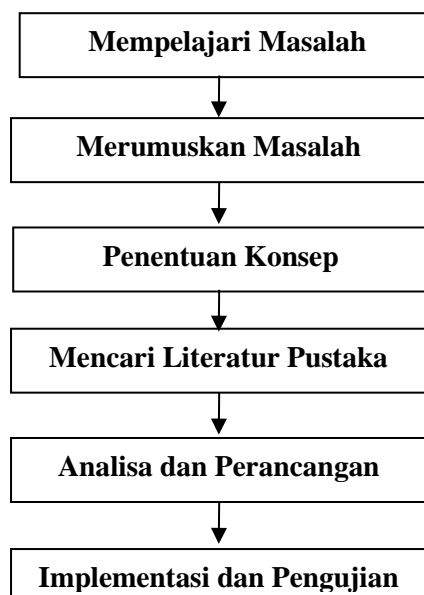 Mempelajari Masalah
Merumuskan Masalah
Penentuan Konsep
Mencari Literatur Pustaka
Analisa dan Perancangan
Implementasi dan Pengujian